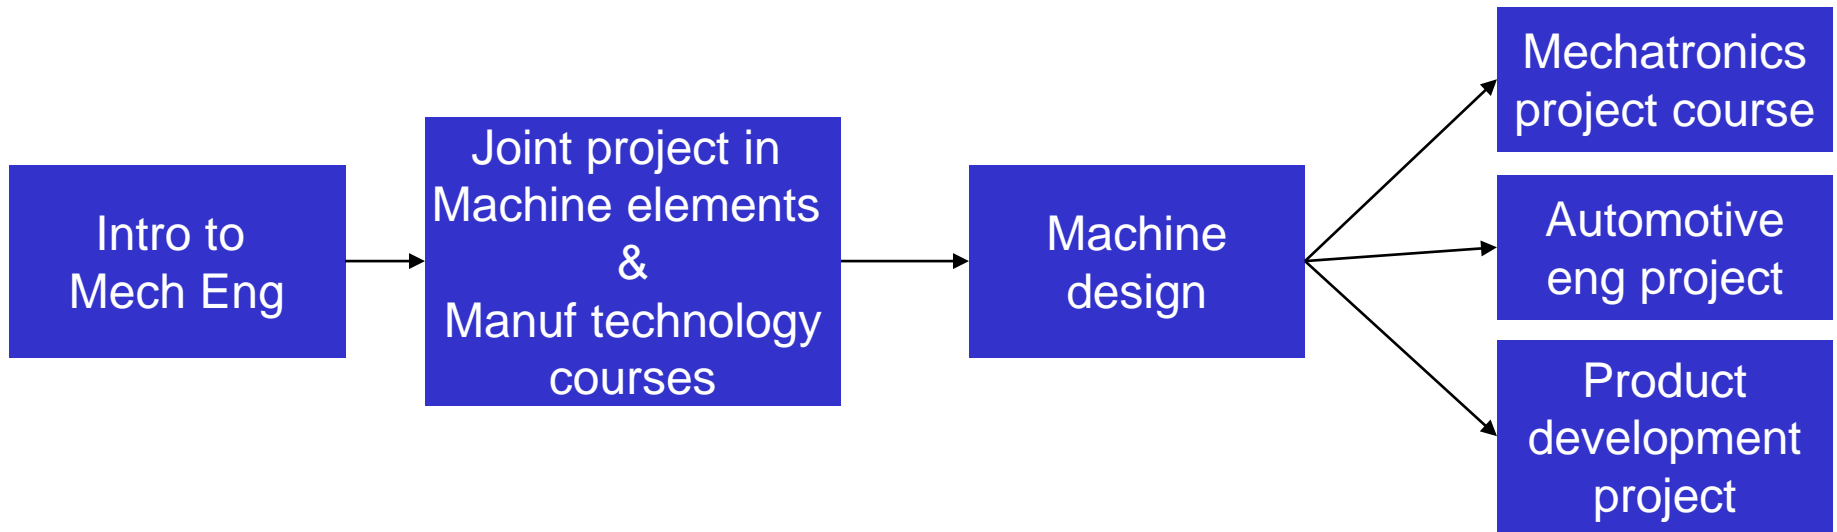 Intro to
Mech Eng
Joint project in
Machine elements
&
Manuf technology
courses
Machine
design
Mechatronics
project course
Automotive
eng project
Product
development
project